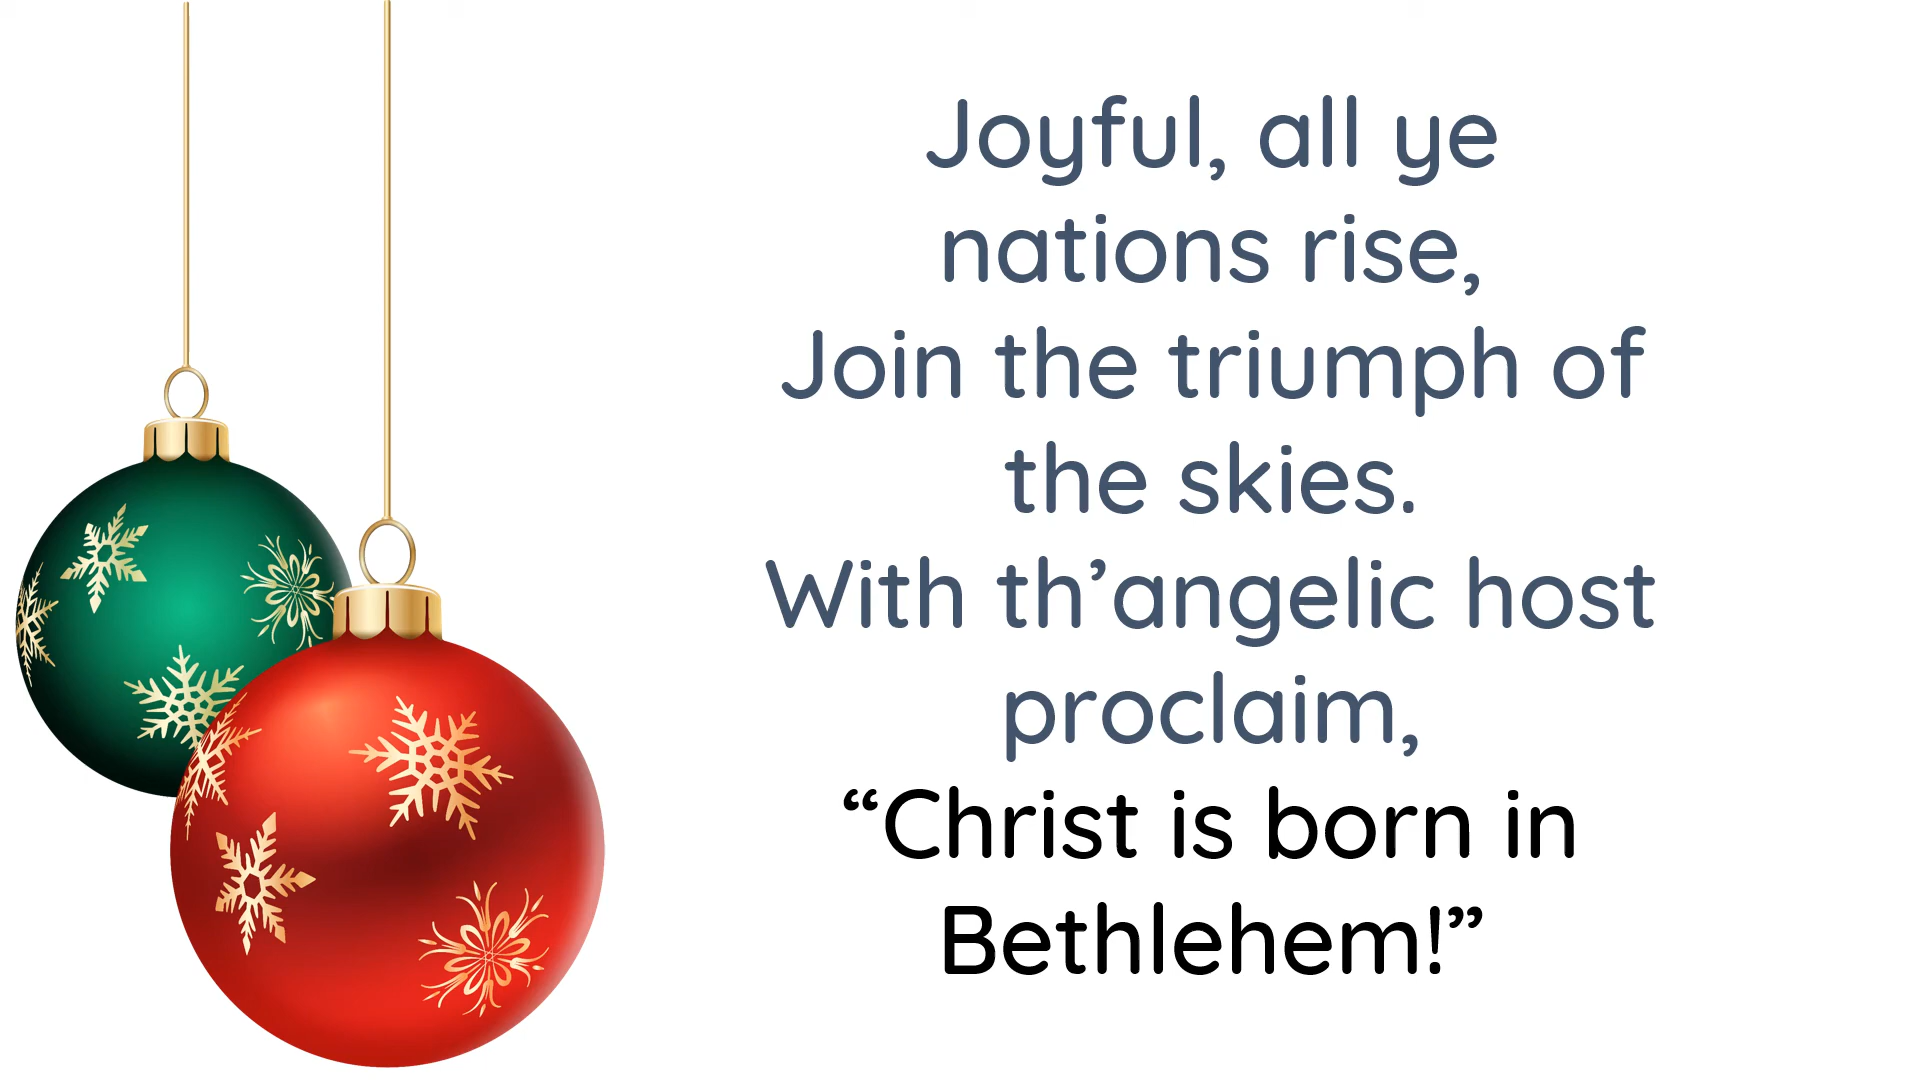 Joyful, all ye
nations rise,
Join the triumph of
the skies.
With th’angelic host
proclaim,
“Christ is born in
Bethlehem!”